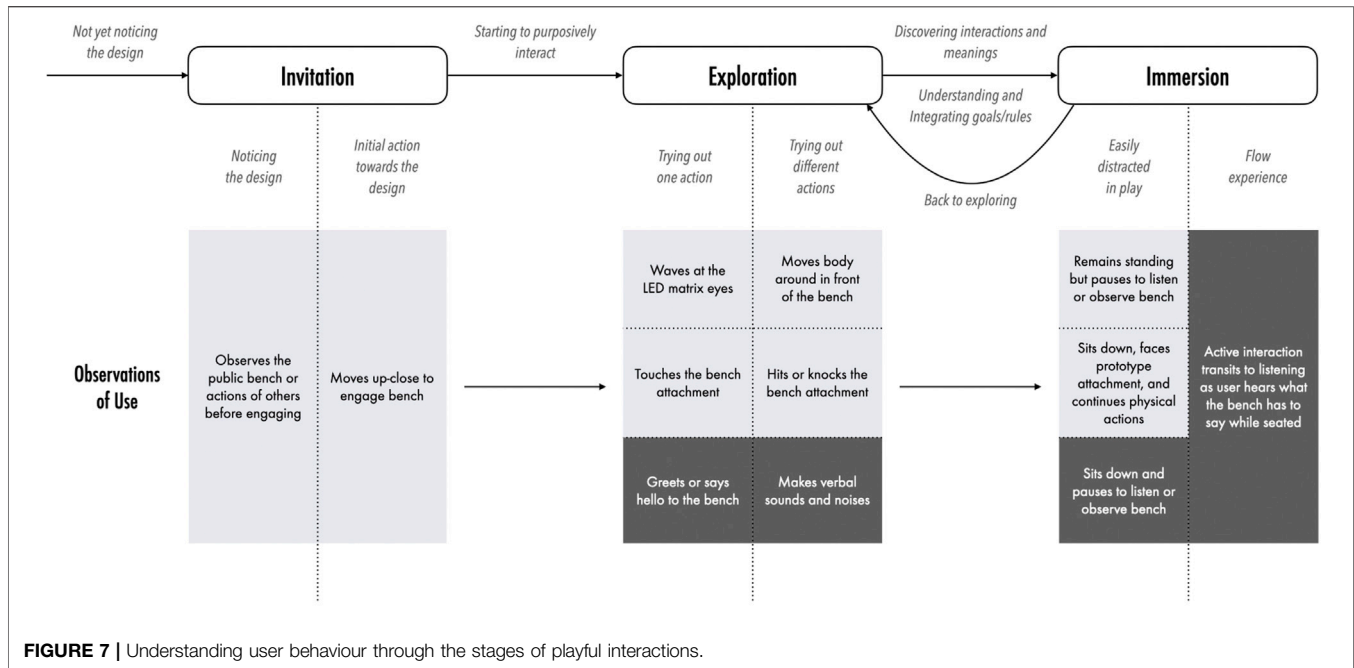 Not yet noticing
the design
Invitation
Starting to purposively
interact
Exploration
Discovering interactions and
meanings
Understanding and
Integrating goals/rules
Immersion
Back to exploring
Noticing
the design
Initial action
towards the
design
Trying out
one action
Trying out
different
actions
Easily
distracted
in play
Flow
experience
Observations
of Use
Observes the
public bench or
actions of others
before engaging
Moves up-close to
engage bench
Waves at the
LED matrix eyes
Moves body
around in front
of the bench
Touches the bench
attachment
Hits or knocks the
bench attachment
Greets or says
hello to the bench
Makes verbal
sounds and noises
Remains standing
but pauses to listen
or observe bench
Sits down, faces
prototype
attachment, and
continues physical
actions
Sits down and
pauses to listen or
observe bench
Active interaction
transits to listening
as user hears what
the bench has to
say while seated
FIGURE 7 | Understanding user behaviour through the stages of playful interactions.